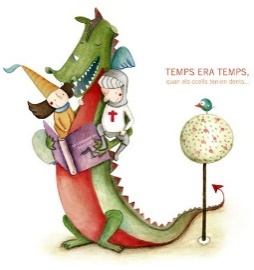 TEMPS ERA TEMPS,
quan els ocells tenien dents...